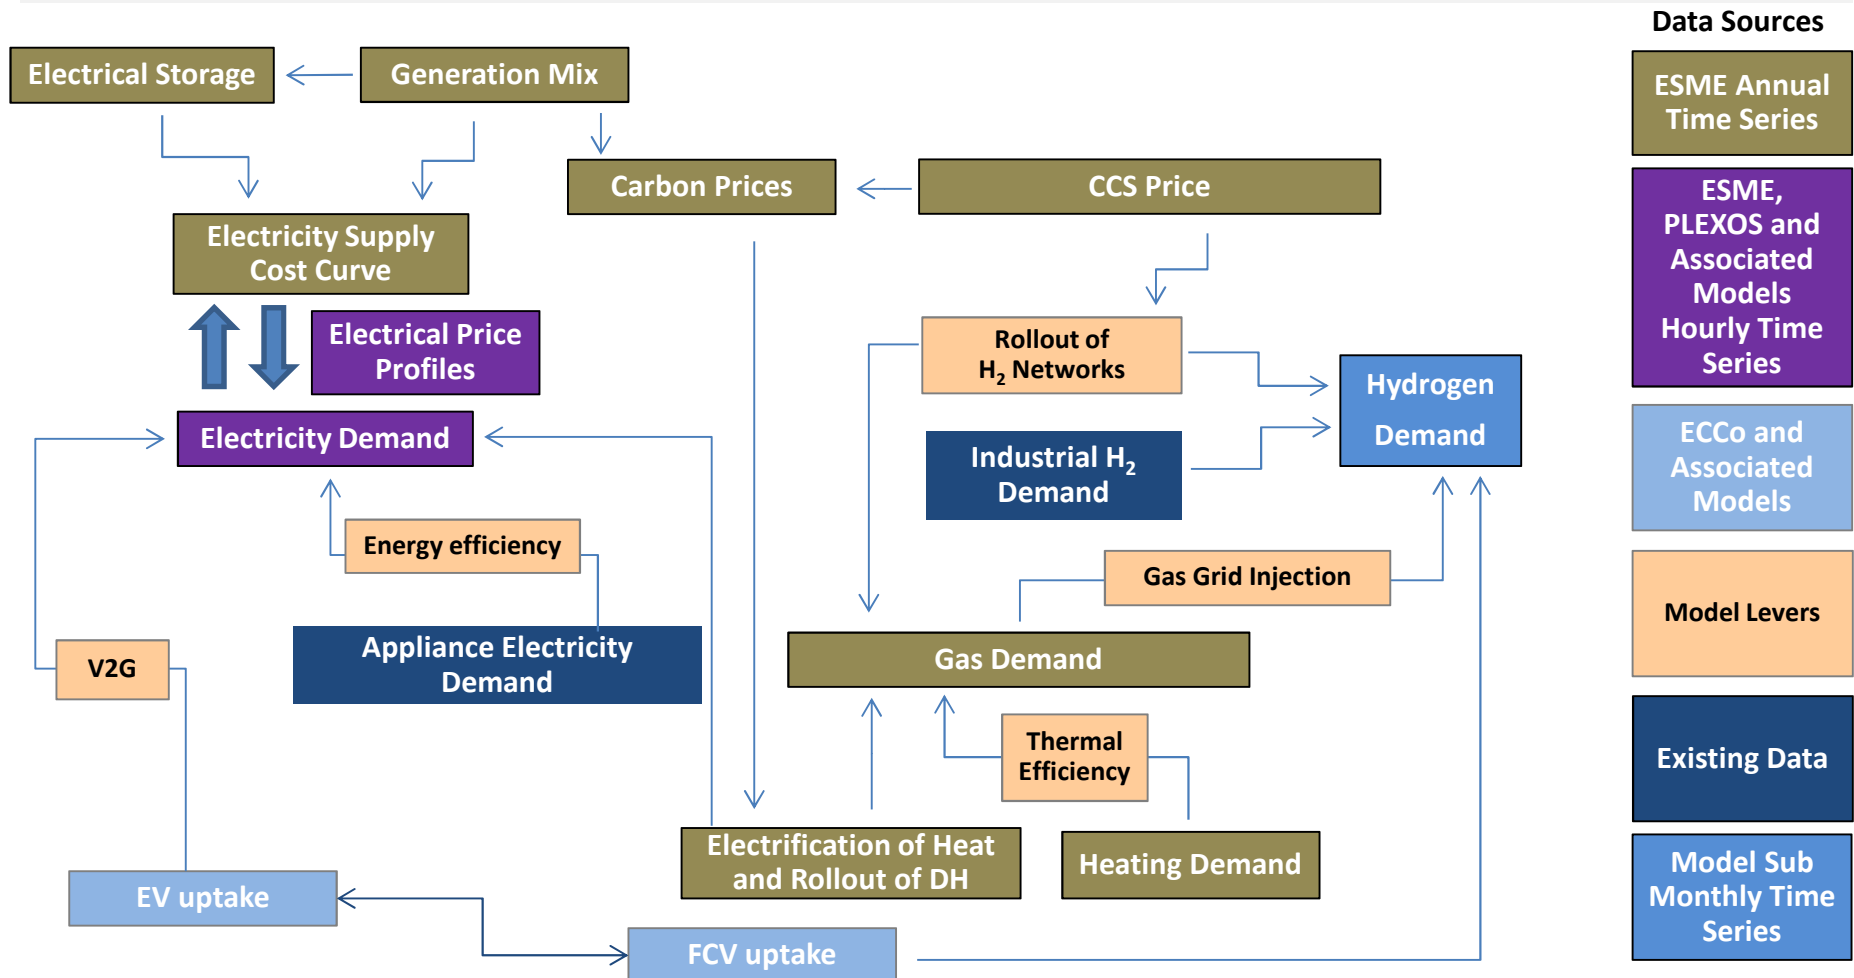 Data Sources
Electrical Storage
Generation Mix
ESME Annual
Time Series
Carbon Prices
CCS Price
ESME,
PLEXOS and
Associated
Models
Hourly Time
Series
Electricity Supply
Cost Curve
Electrical Price
Profiles
Rollout of
H₂ Networks
Hydrogen
Demand
Electricity Demand
Industrial H₂
Demand
ECCo and
Associated
Models
Energy efficiency
Gas Grid Injection
Model Levers
Appliance Electricity
Demand
V2G
Gas Demand
Thermal
Efficiency
Existing Data
Electrification of Heat
and Rollout of DH
Heating Demand
EV uptake
FCV uptake
Model Sub
Monthly Time
Series